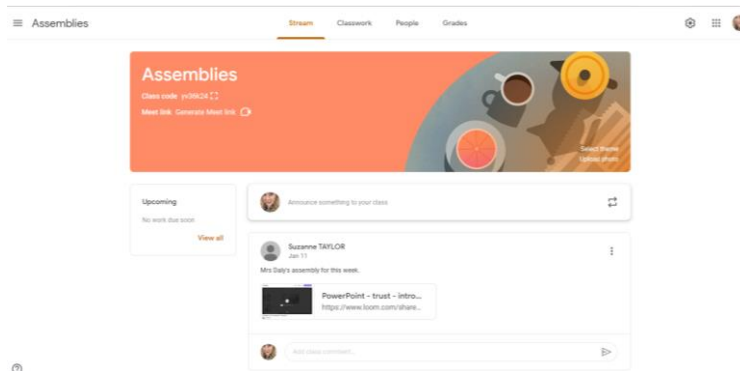 Assemblies
Stream Classwork People Grades
Assemblies
Class code
Meet link Generate Meet link
Select theme
Upload photo
Upcoming
No work due soon
View all
Announce something to your class
Suzanne TAYLOR
Jan 11
Mrs Daly's assembly for this week.
PowerPoint - trust - intro...
https://www.loom.com/share...
Add class comment...